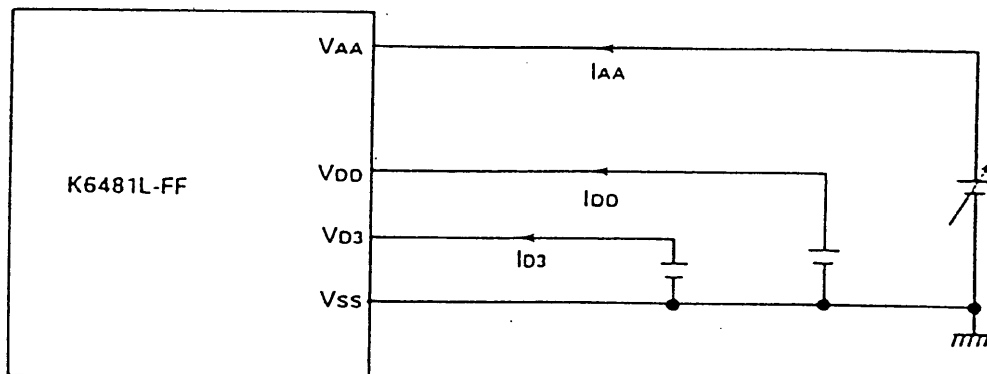 VAA
IAA
K6481L-FF
VDD
IDD
VD3
ID3
VSS